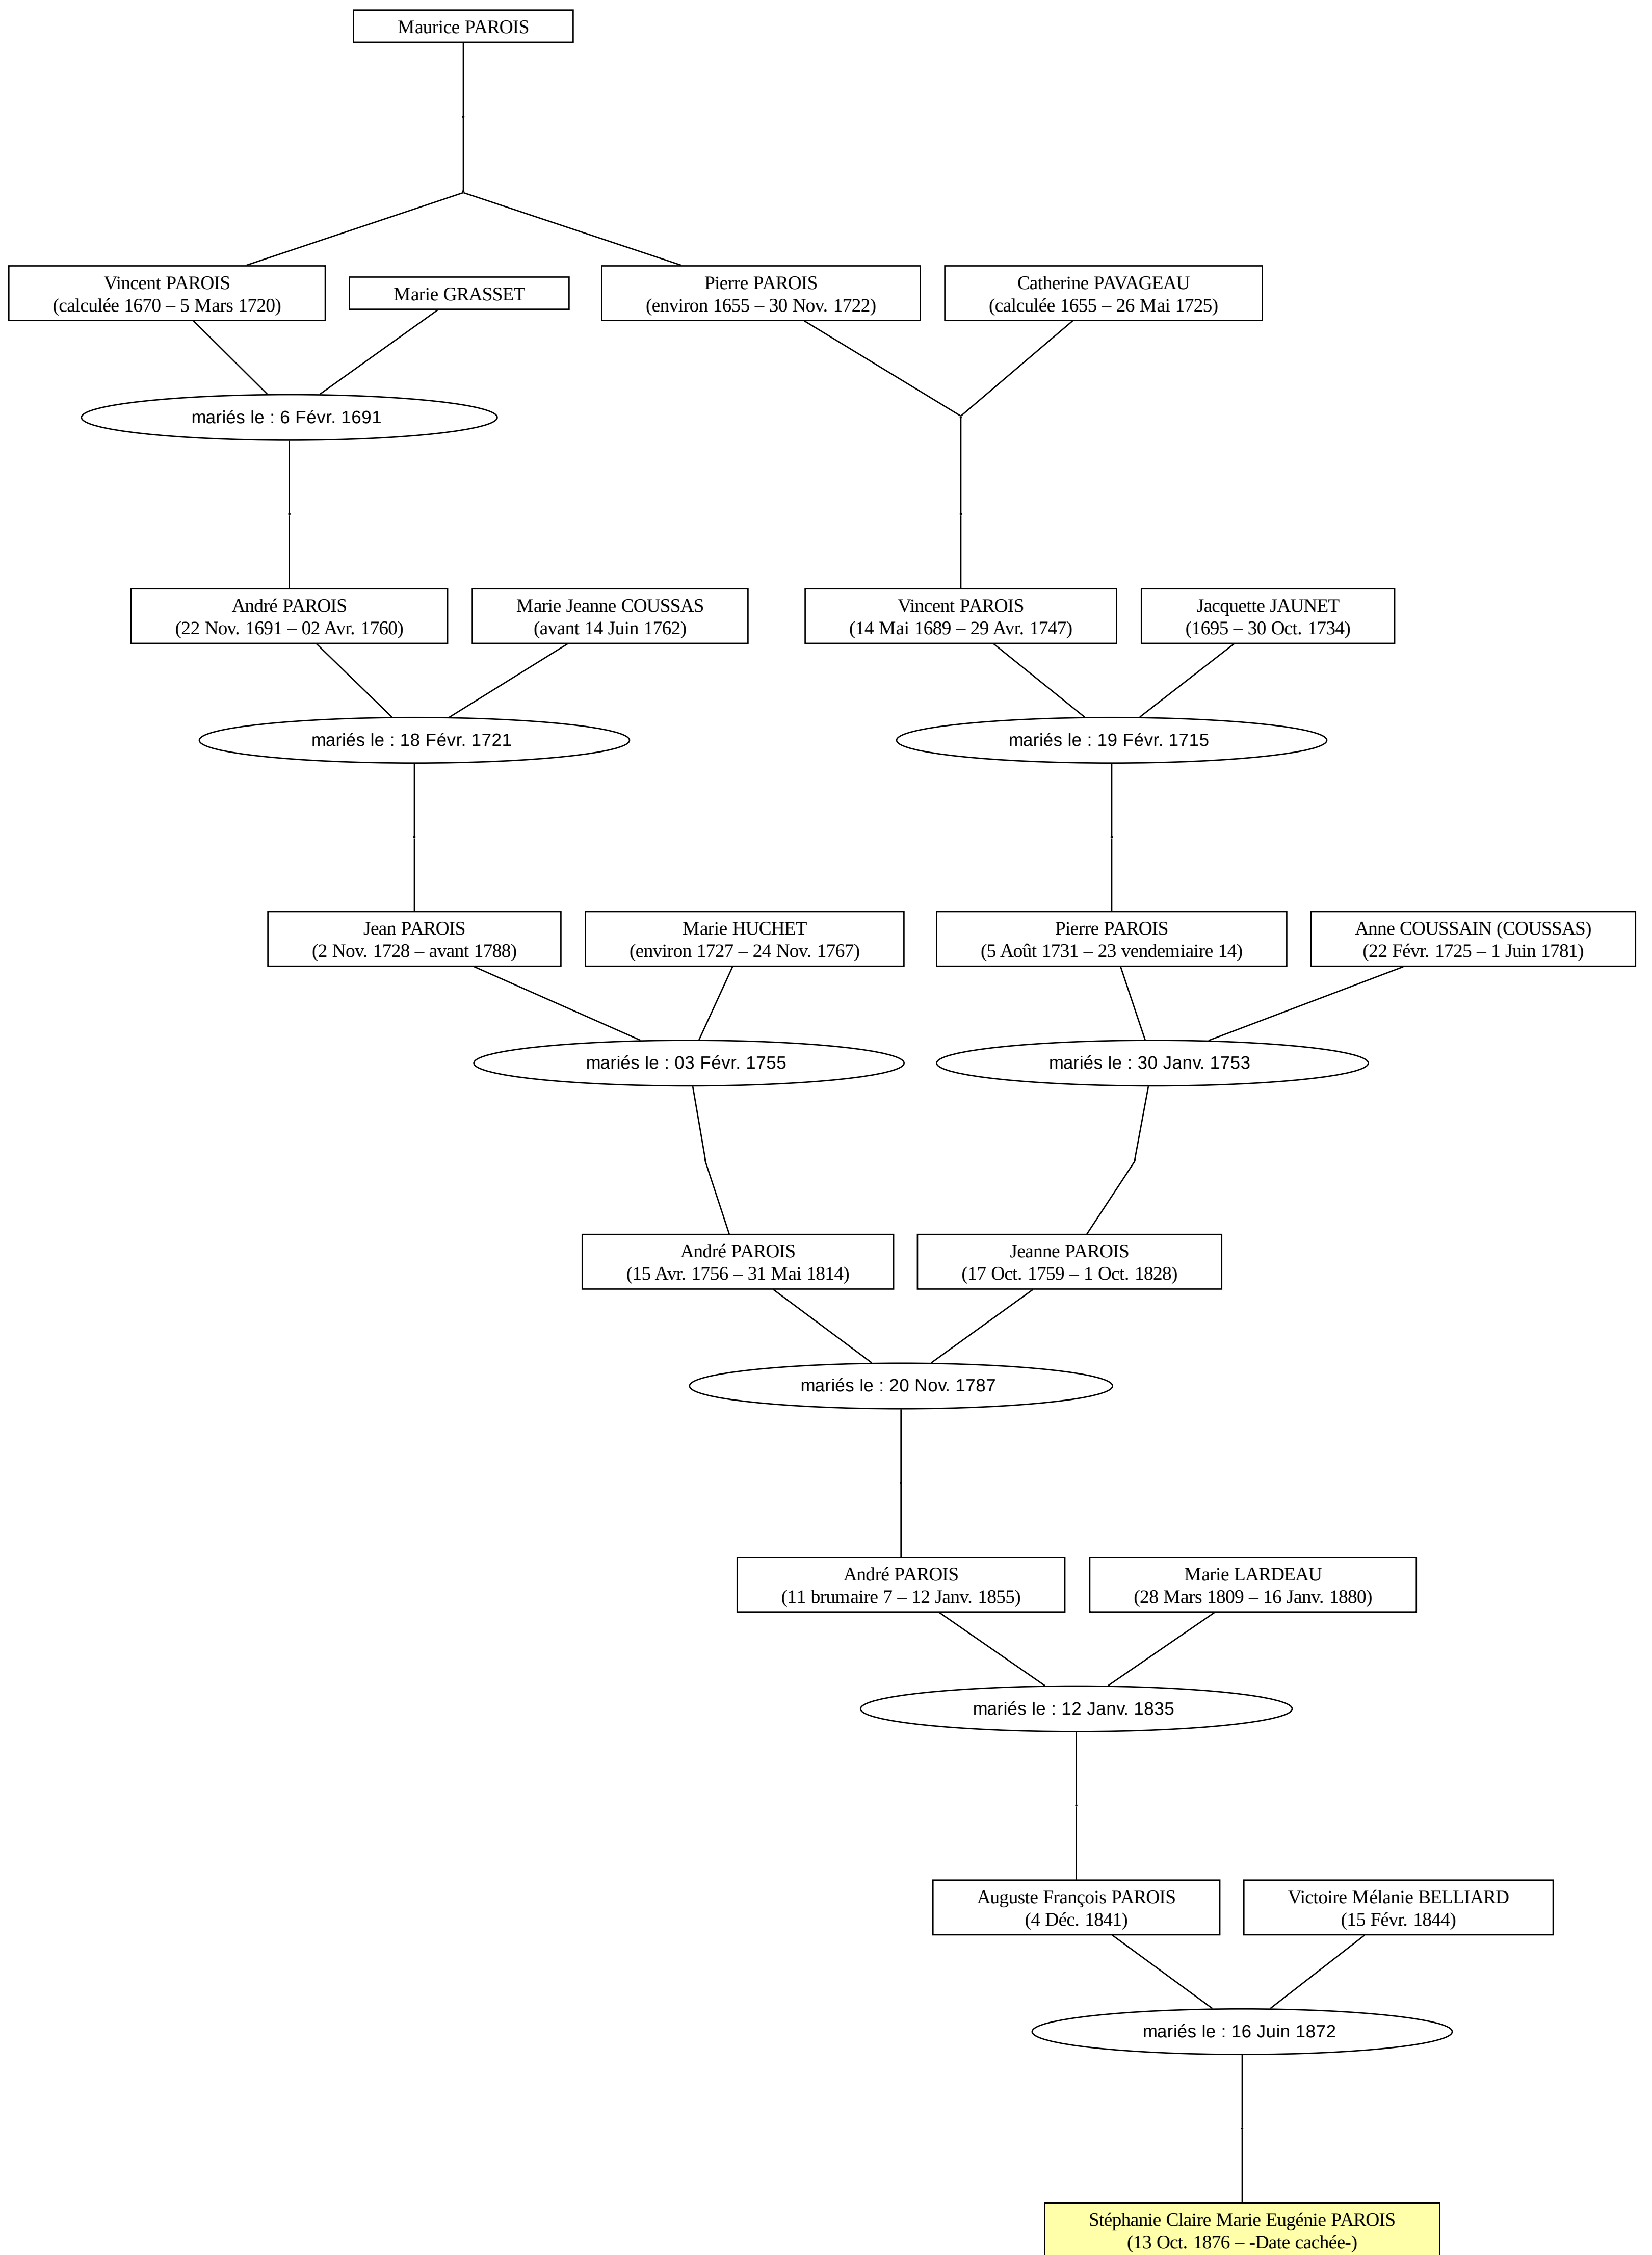 Maurice PAROIS
Vincent PAROIS
(calculée 1670 – 5 Mars 1720)
Marie GRASSET
Pierre PAROIS
(environ 1655 – 30 Nov. 1722)
Catherine PAVAGEAU
(calculée 1655 – 26 Mai 1725)
mariés le : 6 Févr. 1691
André PAROIS
(22 Nov. 1691 – 02 Avr. 1760)
Marie Jeanne COUSSAS
(avant 14 Juin 1762)
Vincent PAROIS
(14 Mai 1689 – 29 Avr. 1747)
Jacquette JAUNET
(1695 – 30 Oct. 1734)
mariés le : 18 Févr. 1721
mariés le : 19 Févr. 1715
Jean PAROIS
(2 Nov. 1728 – avant 1788)
Marie HUCHET
(environ 1727 – 24 Nov. 1767)
Pierre PAROIS
(5 Août 1731 – 23 vendemiaire 14)
Anne COUSSAIN (COUSSAS)
(22 Févr. 1725 – 1 Juin 1781)
mariés le : 03 Févr. 1755
mariés le : 30 Janv. 1753
André PAROIS
(15 Avr. 1756 – 31 Mai 1814)
Jeanne PAROIS
(17 Oct. 1759 – 1 Oct. 1828)
mariés le : 20 Nov. 1787
André PAROIS
(11 brumaire 7 – 12 Janv. 1855)
Marie LARDEAU
(28 Mars 1809 – 16 Janv. 1880)
mariés le : 12 Janv. 1835
Auguste François PAROIS
(4 Déc. 1841)
Victoire Mélanie BELLIARD
(15 Févr. 1844)
mariés le : 16 Juin 1872
Stéphanie Claire Marie Eugénie PAROIS
(13 Oct. 1876 – -Date cachée-)